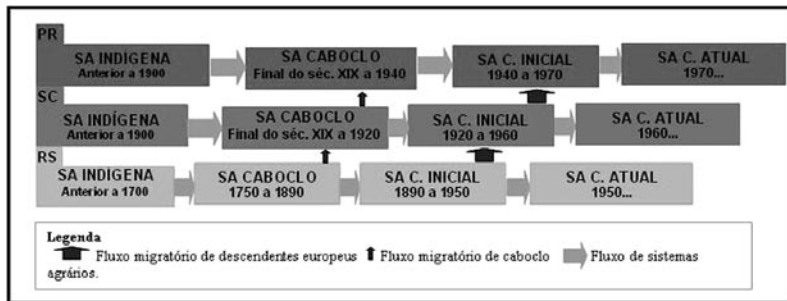 PR
SA INDÍGENA
Anterior a 1900
SA CABOCLO
Final do séc. XIX a 1940
SA C. INICIAL
1940 a 1970
SA C. ATUAL
1970...
SC
SA INDÍGENA
Anterior a 1900
SA CABOCLO
Final do séc. XIX a 1920
SA C. INICIAL
1920 a 1960
SA C. ATUAL
1960...
RS
SA INDÍGENA
Anterior a 1700
SA CABOCLO
1750 a 1890
SA C. INICIAL
1890 a 1950
SA C. ATUAL
1950...
Legenda
Fluxo migratório de descendentes europeus Fluxo migratório de caboclo Fluxo de sistemas
agrários.